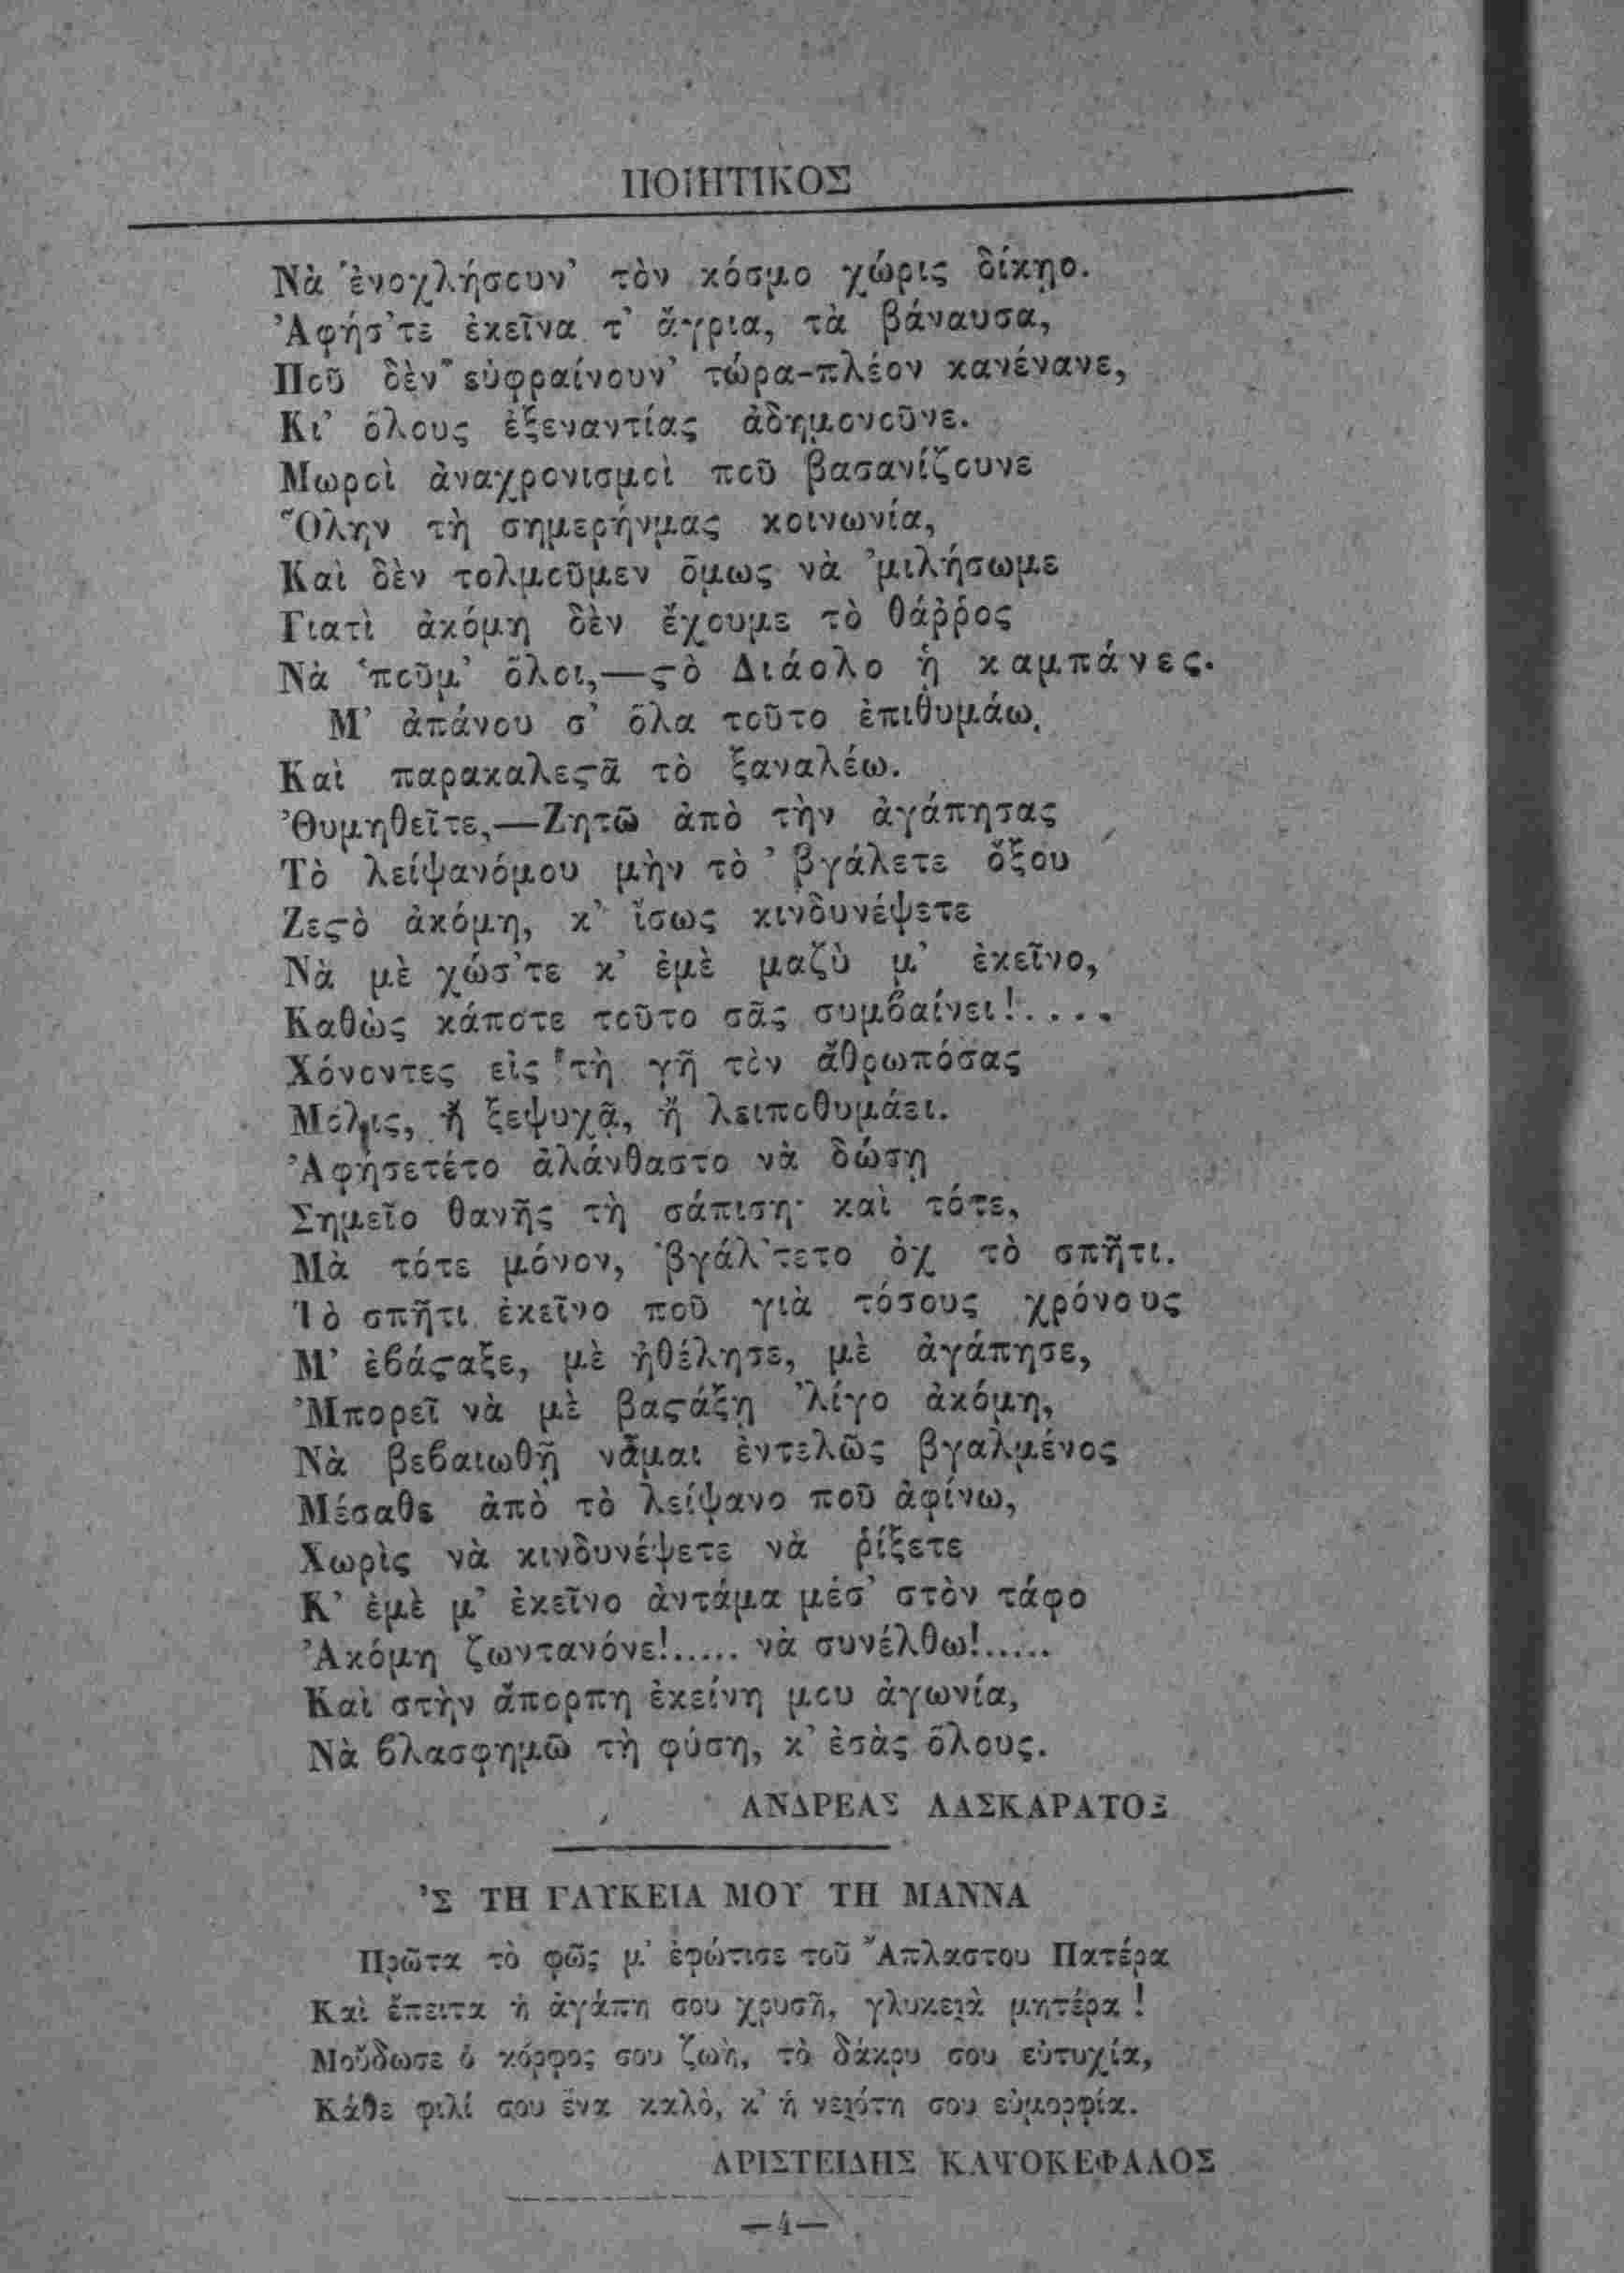 ΠΟΙΗΤΙΚΟΣ
Νὰ ἐνοχλήσουν’ τὸν κόσμο χώρις δίκῃο.
Ἀφήσ’τε ἐκεῖνα τ’ ἄγρια, τὰ βάναυσα,
Ποῦ δὲν εὐφραίνουν’ τώρα-πλέον κανένανε,
Κι’ ὅλους ἐξεναντίας ἀδημονοῦνε.
Μωροὶ ἀναχρονισμοὶ ποῦ βασανίζουνε
Ὅλην τὴ σημερήνμας κοινωνία,
Καὶ δὲν τολμοῦμεν ὅμως νὰ ’μιλήσωμε
Γιατὶ ἀκόμη δὲν ἔχουμε τὸ θάῤῥος
Νὰ ’ποῦμ’ ὅλοι,—ςὸ Διάολο ᾑ καμπάνες.
Μ’ ἀπάνου σ’ ὅλα τοῦτο ἐπιθυμάω,
Καὶ παρακαλεςᾶ τὸ ξαναλέω.
Ὀθυμηθεῖτε,—Ζητῶ ἀπὸ τὴν ἀγάπησας
Τὸ λείψανόμου μὴν τὸ ’βγάλετε ὄξου
Ζεςὸ ἀκόμη, κ’ ἴσως κινδυνέψετε
Νὰ μὲ χώσ’τε κ’ ἐμὲ μαζὺ μ’ ἐκεῖνο,
Καθὼς κάποτε τοῦτο σᾶς συμβαίνει!....
Χόνοντες εἰς τὴ γῆ τὸν ἄθρωπόσας
Μόλις, ἢ ξεψυχᾷ, ἢ λειποθυμάει.
Ἀφήσετέτο ἀλάνθαστο νὰ δώσῃ
Σημεῖο θανῆς τὴ σάπιση· καὶ τότε,
Μὰ τότε μόνον, ’βγάλ’τετο ὀχ τὸ σπῆτι.
Τὸ σπῆτι ἐκεῖνο ποῦ γιὰ τόσους χρόνους
Μ’ ἐβάςαξε, μὲ ἠθέλησε, μὲ ἀγάπησε,
’Μπορεῖ νὰ μὲ βαςάξῃ ’λίγο ἀκόμη,
Νὰ βεβαιωθῇ νἆμαι ἐντελῶς βγαλμένος
Μέσαθε ἀπὸ τὸ λείψανο ποῦ ἀφίνω,
Χωρὶς νὰ κινδυνέψετε νὰ ῥίξετε
Κ’ ἐμὲ μ’ ἐκεῖνο ἀντάμα μέσ’ στὸν τάφο
Ἀκόμη ζωντανόνε!..... νὰ συνέλθω!.....
Καὶ στὴν ἄπορπη ἐκείνη μου ἀγωνία,
Νὰ βλασφημῶ τὴ φύση, κ’ ἐσὰς ὅλους.
ΑΝΔΡΕΑΣ ΛΑΣΚΑΡΑΤΟΣ
’Σ ΤΗ ΓΛΥΚΕΙΑ ΜΟΥ ΤΗ ΜΑΝΝΑ
Πρῶτα τὸ φῶς μ’ ἐφώτισε τοῦ Ἄπλαστου Πατέρα
Καὶ ἔπειτα ἡ ἀγάπη σου χρυσῆ, γλυκειὰ μητέρα!
Μοὔδωσε ὁ κόρφος σου ζωὴ, τὸ δάκρυ σου εὐτυχία,
Κάθε φιλί σου ἕνα καλὸ, κ’ ἡ νειότη σου εὐμορφία.
ΑΡΙΣΤΕΙΔΗΣ ΚΑΨΟΚΕΦΑΛΟΣ
—4—